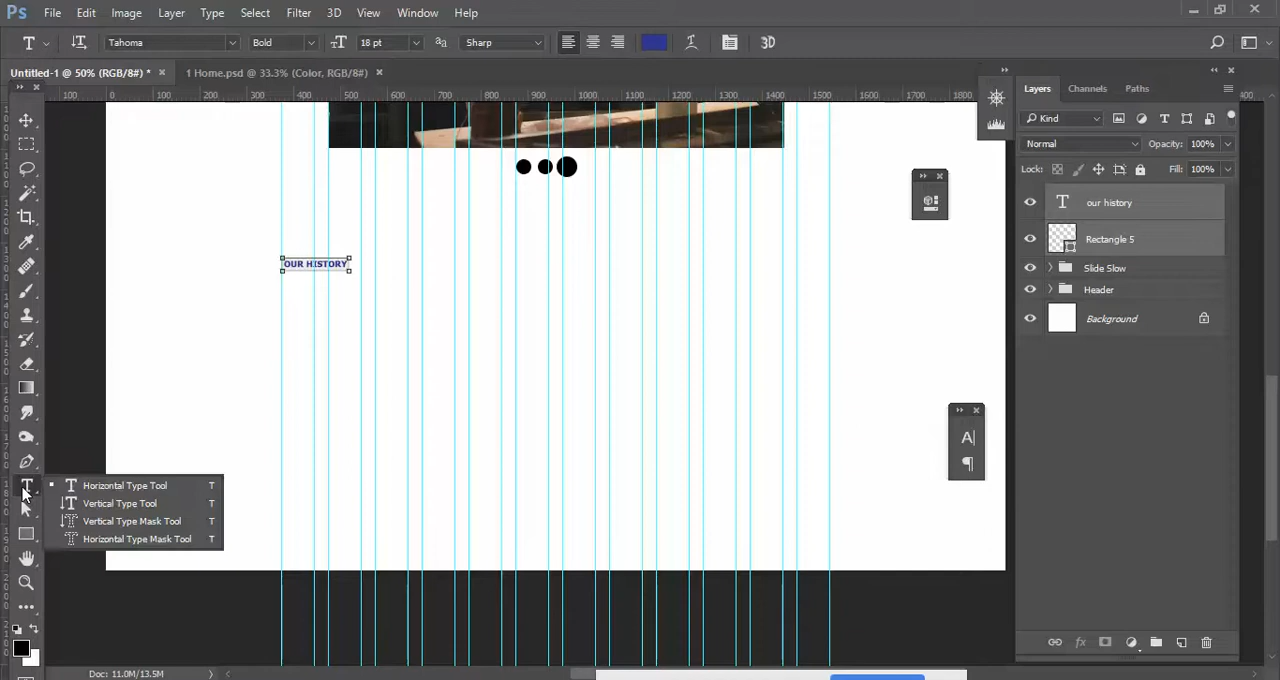 Ps File Edit Image Layer Type Select Filter 3D View Window Help
T Tahoma Bold 18 pt aa Sharp 3D
Untitled-1 @ 50% (RGB/8#) * × 1 Home.psd @ 33.3% (Color, RGB/8#) ×
100 0 100 200 300 400 500 600 700 800 900 1000 1100 1200 1300 1400 1500 1600 1700 1800 400
Layers Channels Paths
Kind
Normal Opacity: 100%
Lock: Fill: 100%
our history
Rectangle 5
Slide Slow
Header
Background
OUR HISTORY
Horizontal Type Tool T
Vertical Type Tool T
Vertical Type Mask Tool T
Horizontal Type Mask Tool T
Doc: 11.0M/13.5M